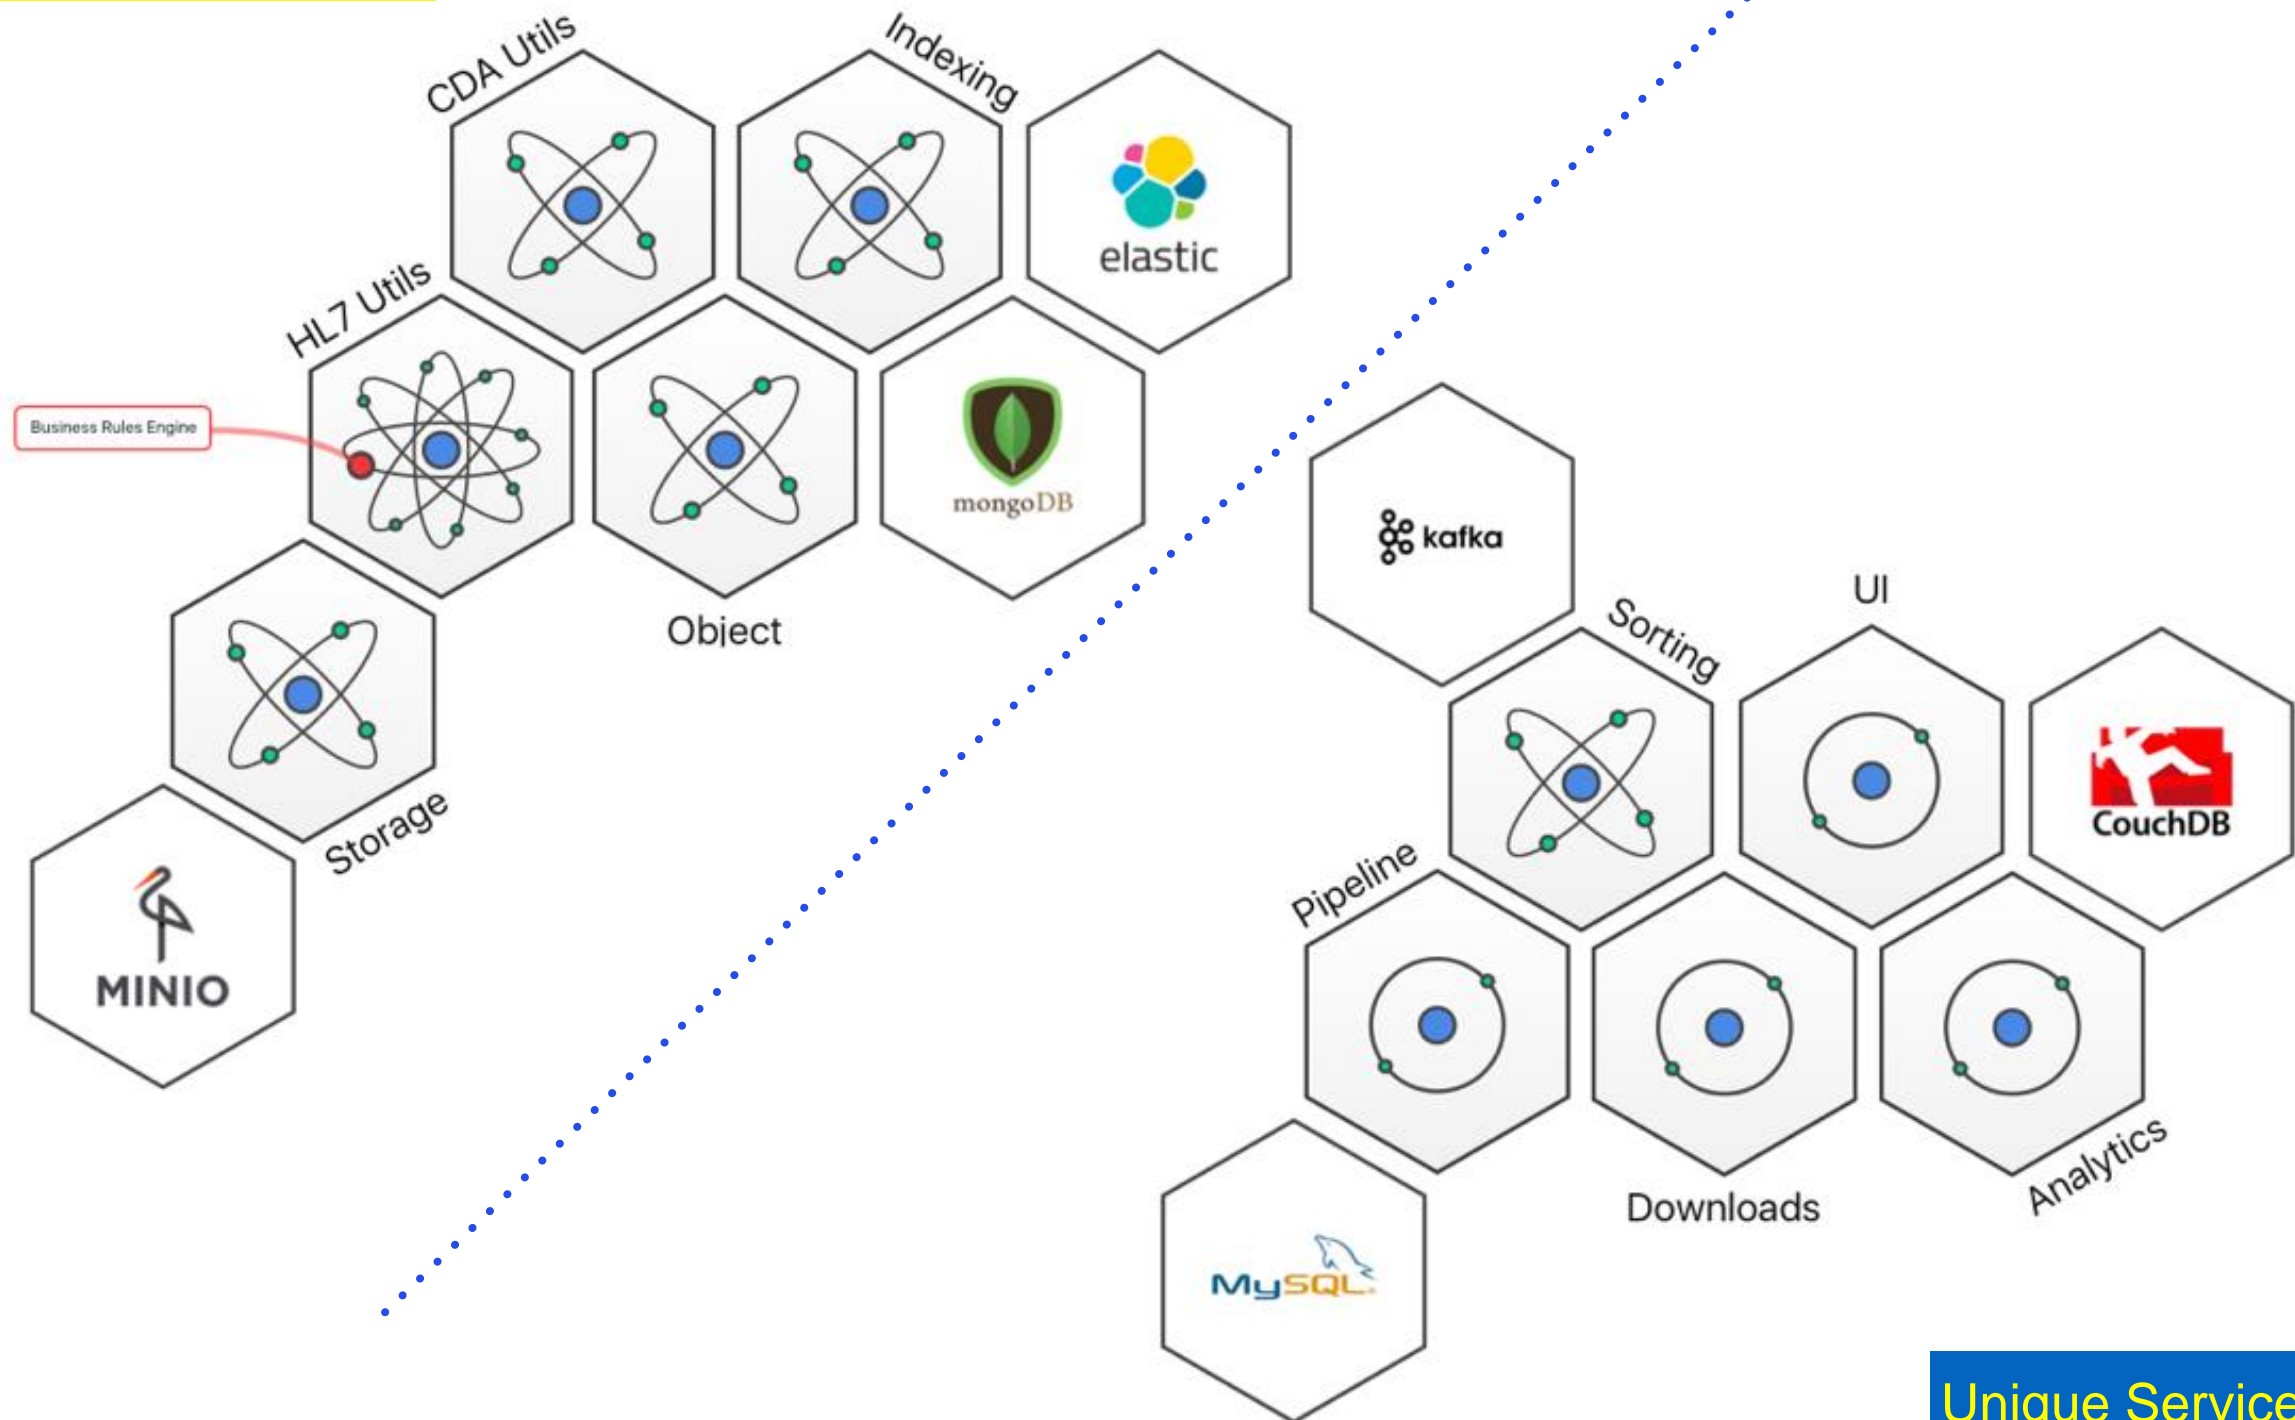 CDA Utils
Indexing
elastic
HL7 Utils
Business Rules Engine
mongoDB
Object
kafka
Sorting
UI
CouchDB
Storage
Pipeline
MINIO
Analytics
Downloads
MySQL
Unique Service